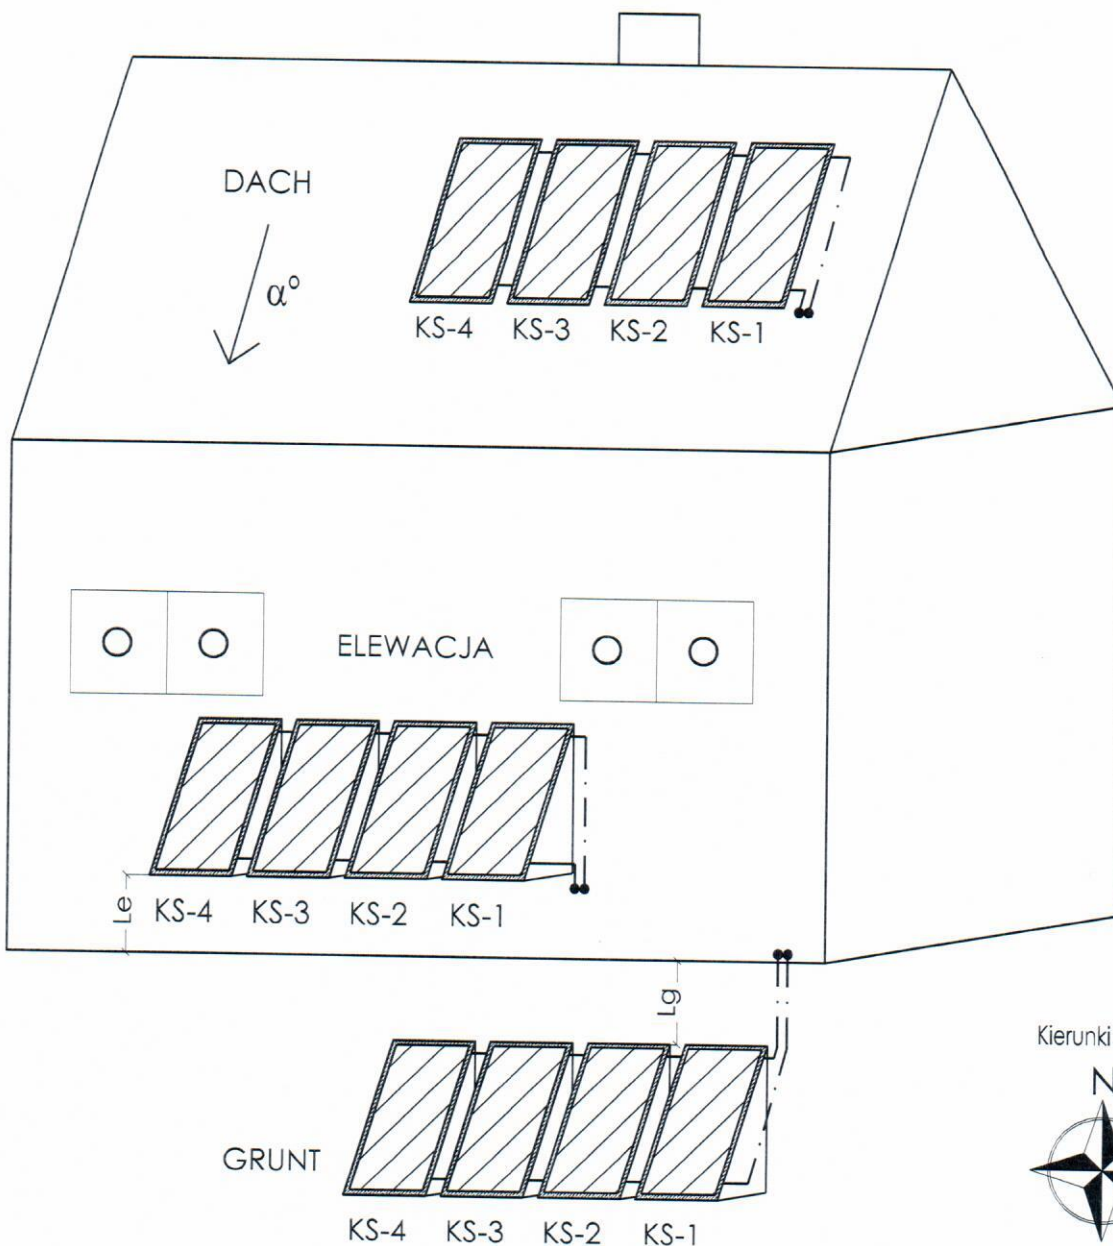 DACH
α°
KS-4 KS-3 KS-2 KS-1
ELEWACJA
Le
KS-4 KS-3 KS-2 KS-1
Lg
Kierunki
N
GRUNT
KS-4 KS-3 KS-2 KS-1